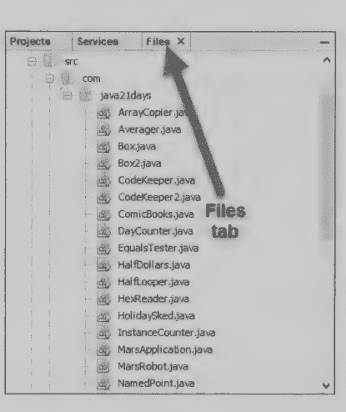 Projects Services Files ×
src
com
java21days
ArrayCopier.jav
Averager.java
Box.java
Box2.java
CodeKeeper.java
CodeKeeper2.java
ComicBooks.java
DayCounter.java
EqualsTester.java
HalfDollars.java
HalfLooper.java
HexReader.java
HolidaySked.java
InstanceCounter.java
MarsApplication.java
MarsRobot.java
NamedPoint.java
Files
tab